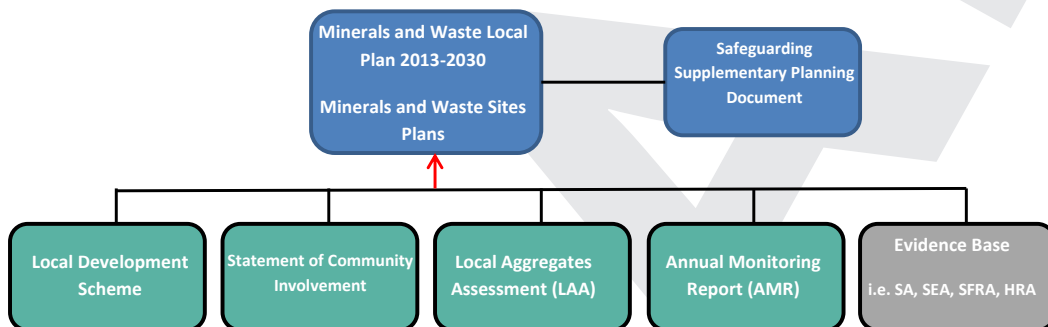 Minerals and Waste Local
Plan 2013-2030
Minerals and Waste Sites
Plans
Safeguarding
Supplementary Planning
Document
Local Development
Scheme
Statement of Community
Involvement
Local Aggregates
Assessment (LAA)
Annual Monitoring
Report (AMR)
Evidence Base
i.e. SA, SEA, SFRA, HRA